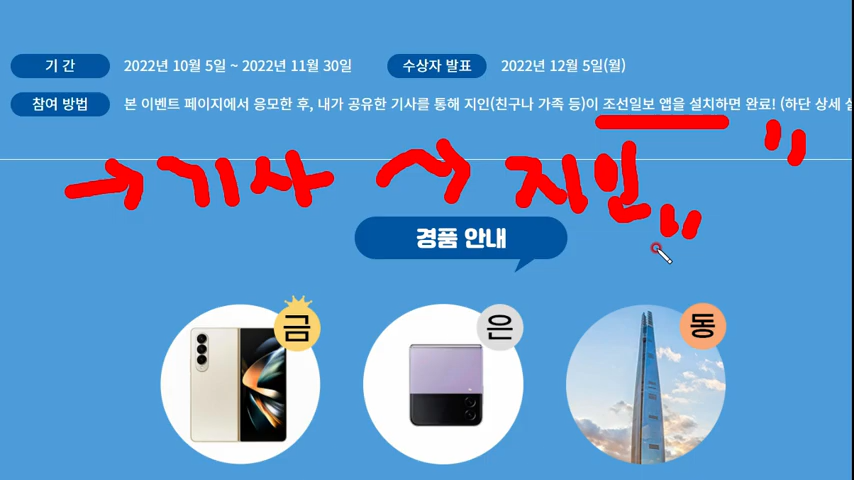 기 간 2022년 10월 5일 ~ 2022년 11월 30일 수상자 발표 2022년 12월 5일(월)
참여 방법 본 이벤트 페이지에서 응모한 후, 내가 공유한 기사를 통해 지인(친구나 가족 등)이 조선일보 앱을 설치하면 완료! (하단 상세
→ 기사 → 지인
경품 안내
금 은 동